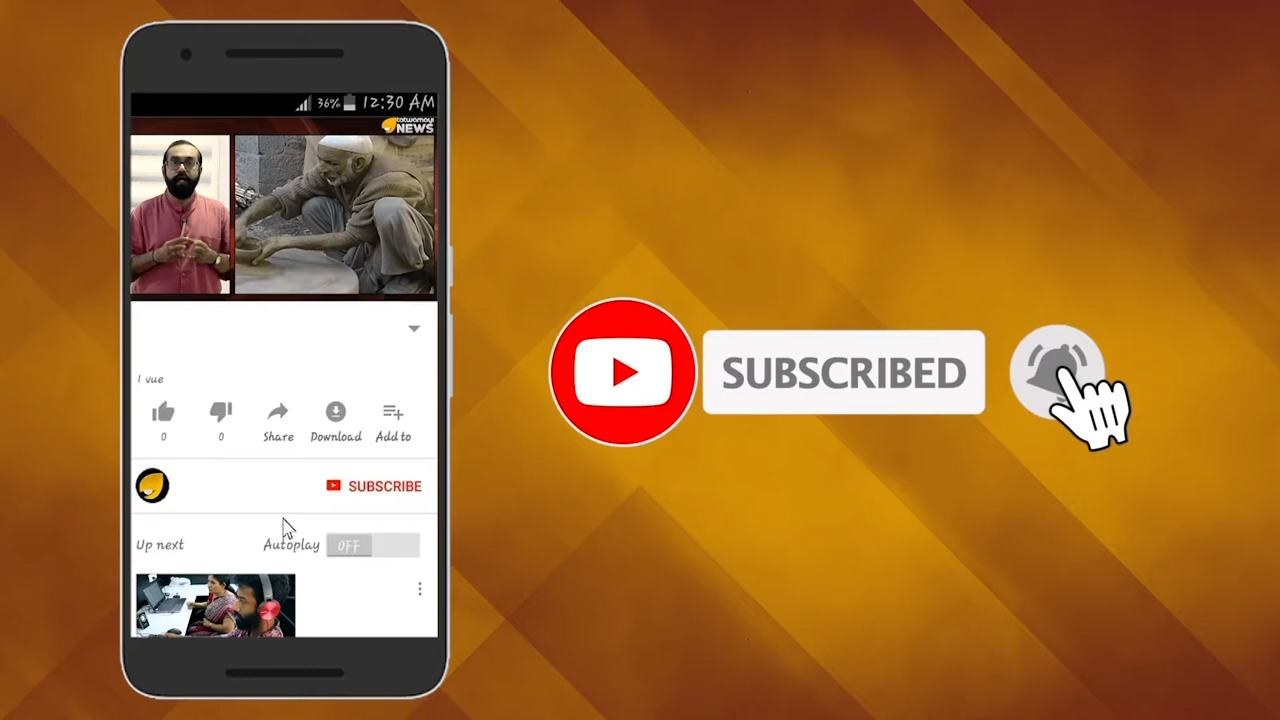 36% 12:30 AM
tatwamayi
NEWS
1 vue
0 0 Share Download Add to
SUBSCRIBE
Up next Autoplay OFF
SUBSCRIBED